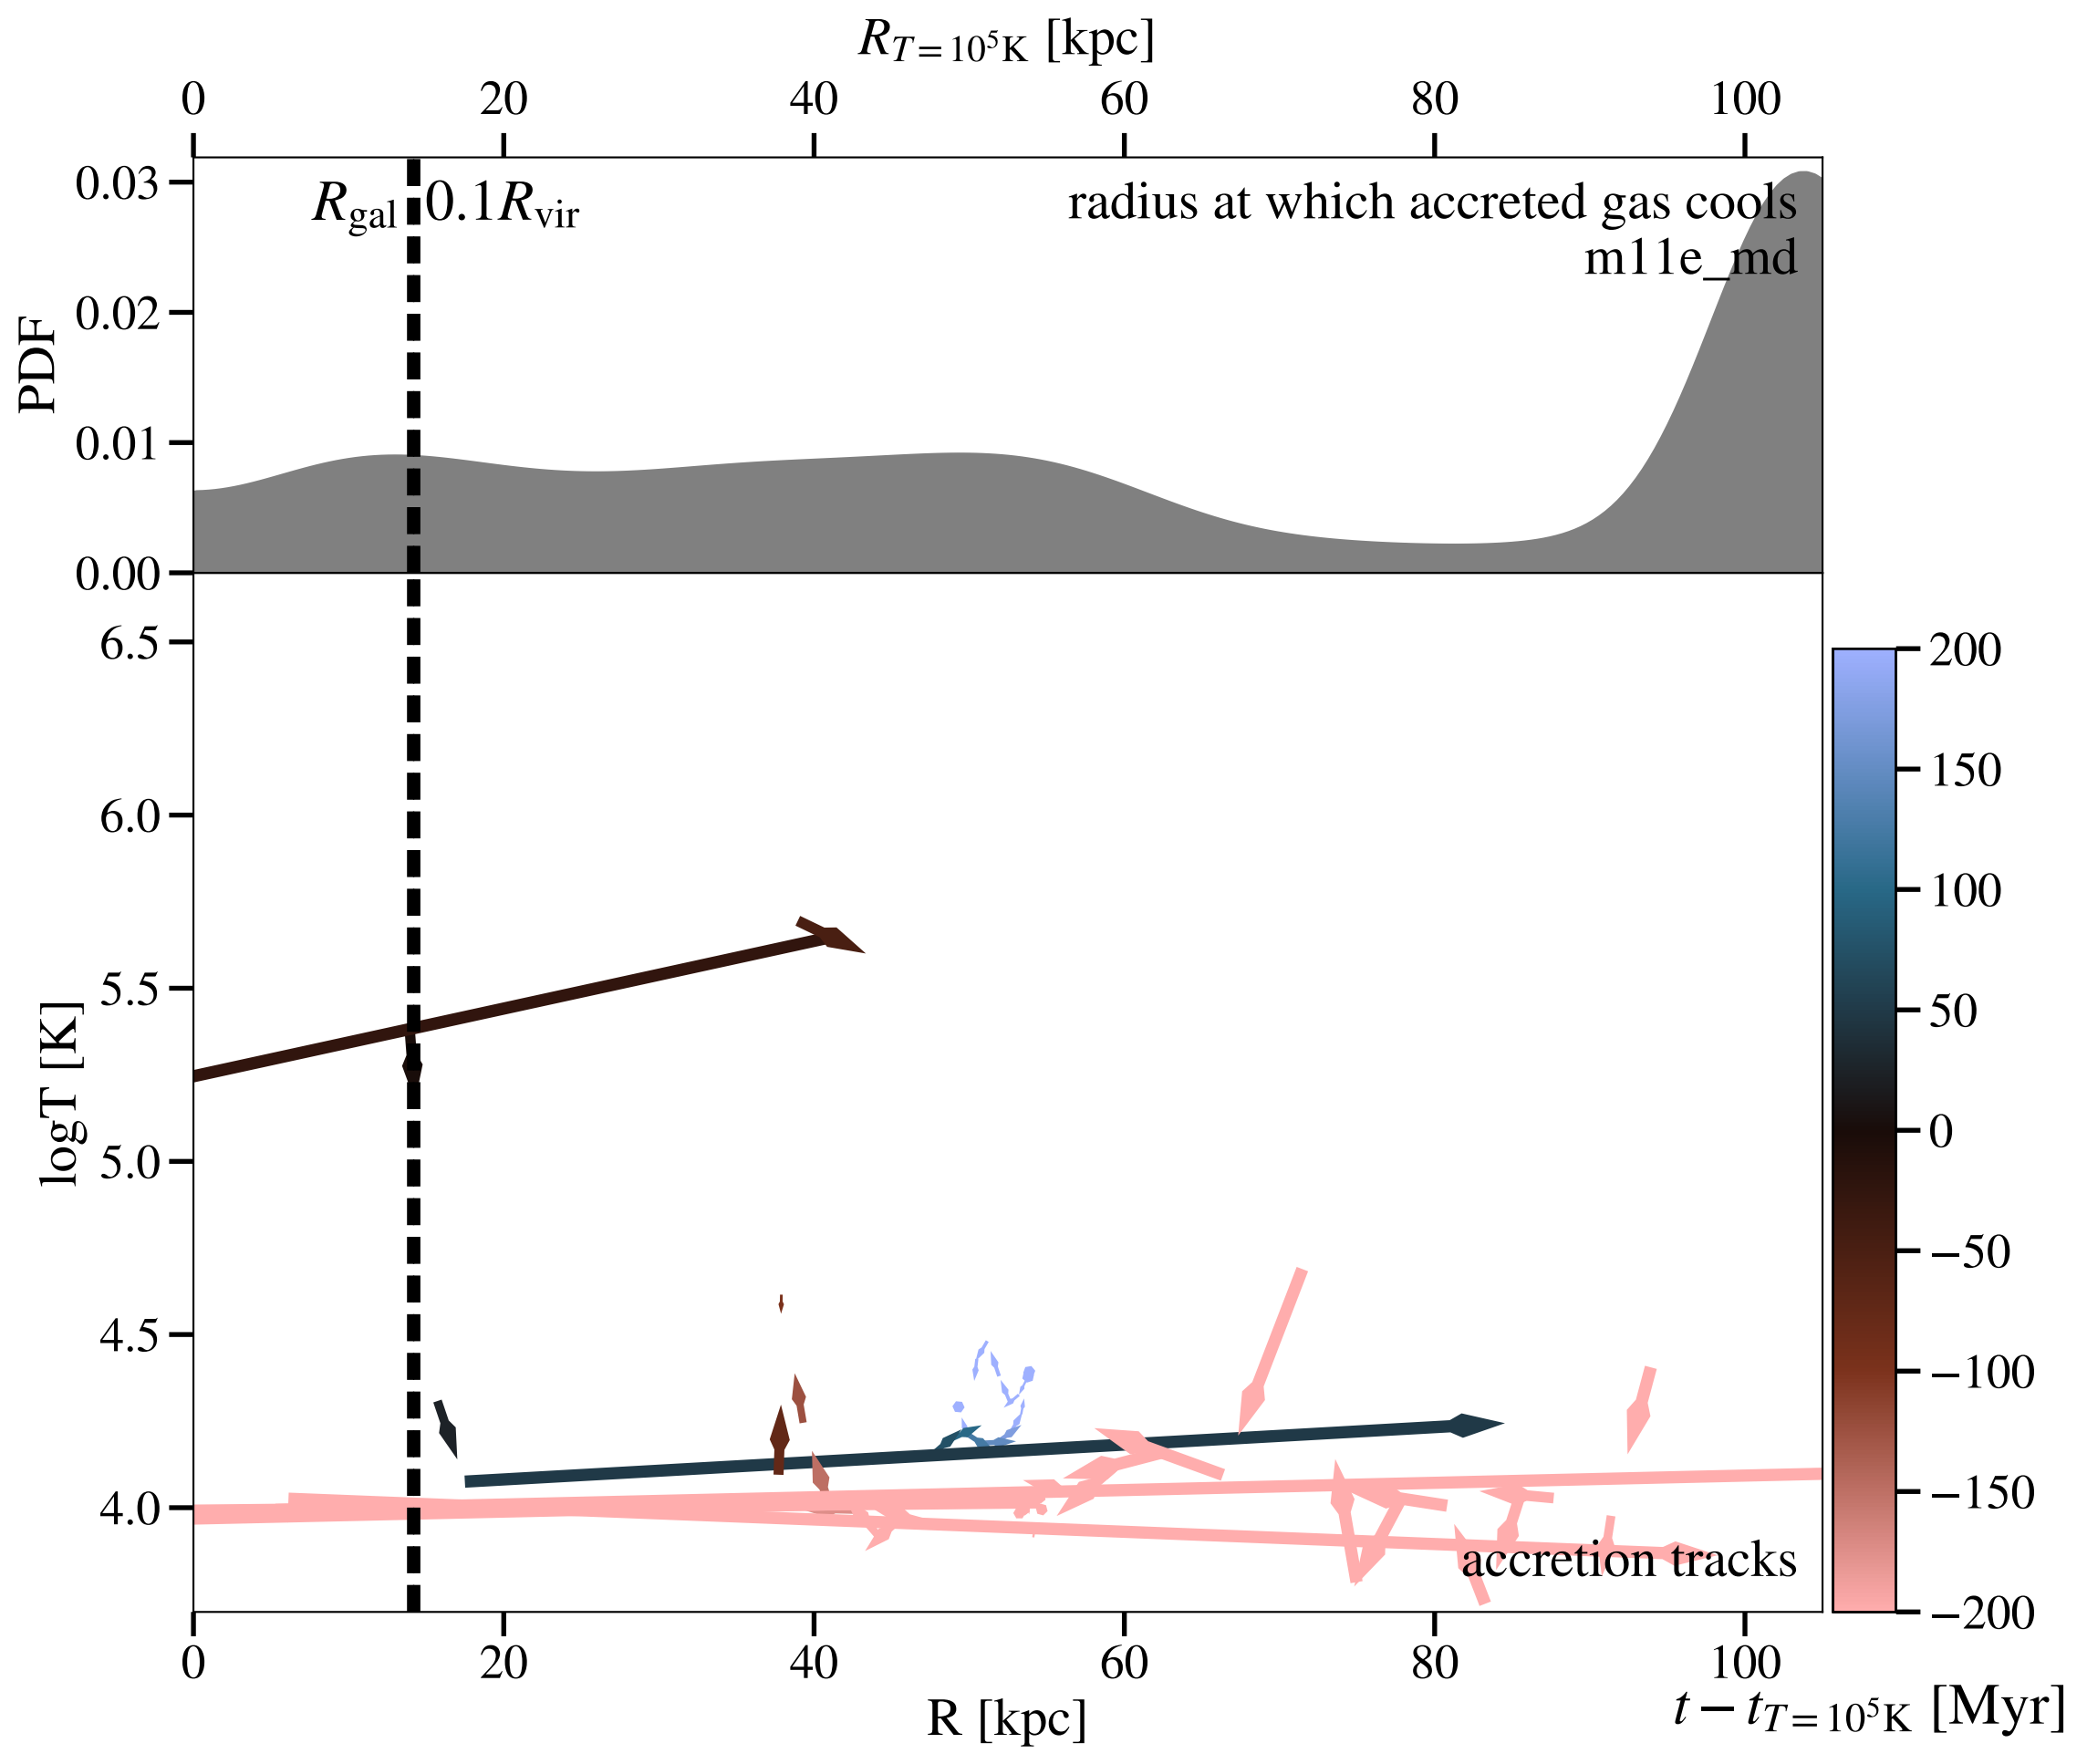 R_{T=10^5K} [kpc]
0 20 40 60 80 100
0.03
R_gal 0.1R_vir
radius at which accreted gas cools
m11e_md
0.02
0.01
0.00
PDF
6.5
6.0
5.5
5.0
4.5
4.0
logT [K]
accretion tracks
0 20 40 60 80 100
R [kpc]
200
150
100
50
0
−50
−100
−150
−200
t − t_{T=10^5K} [Myr]